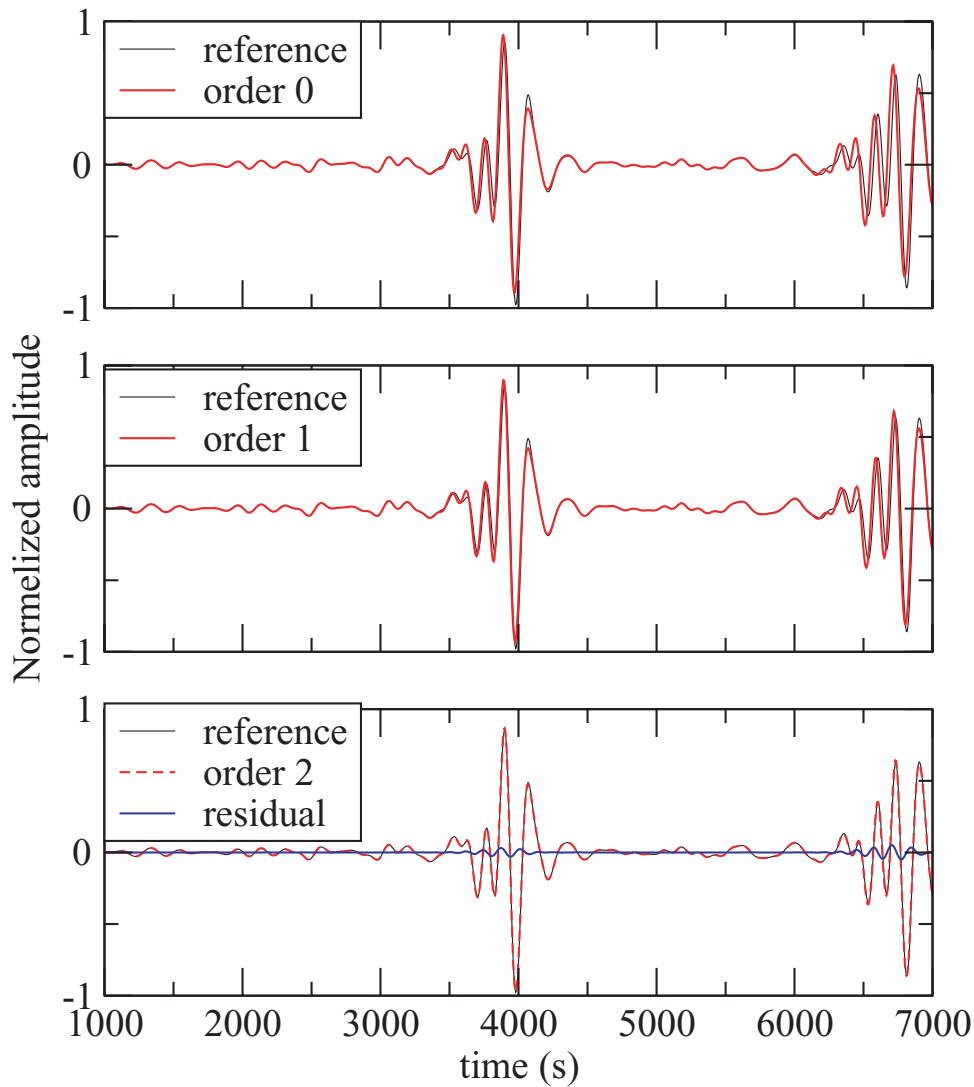 1
reference
order 0
0
-1
1
reference
order 1
0
-1
Normelized amplitude
1
reference
order 2
residual
0
-1
1000 2000 3000 4000 5000 6000 7000
time (s)